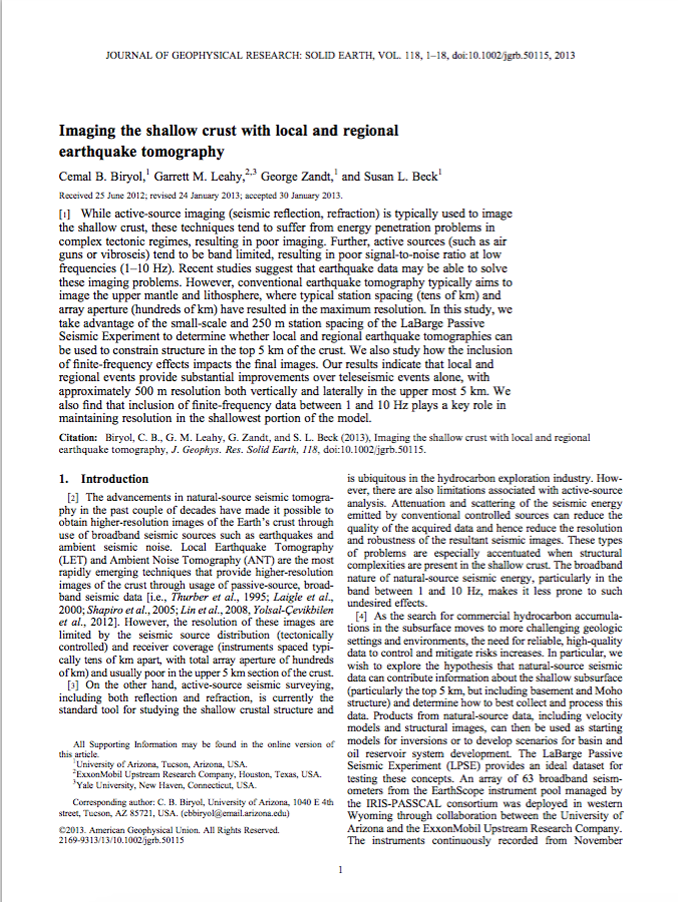 JOURNAL OF GEOPHYSICAL RESEARCH: SOLID EARTH, VOL. 118, 1–18, doi:10.1002/jgrb.50115, 2013
Imaging the shallow crust with local and regional
earthquake tomography
Cemal B. Biryol,1 Garrett M. Leahy,2,3 George Zandt,1 and Susan L. Beck1
Received 25 June 2012; revised 24 January 2013; accepted 30 January 2013.
[1] While active-source imaging (seismic reflection, refraction) is typically used to image
the shallow crust, these techniques tend to suffer from energy penetration problems in
complex tectonic regimes, resulting in poor imaging. Further, active sources (such as air
guns or vibroseis) tend to be band limited, resulting in poor signal-to-noise ratio at low
frequencies (1–10 Hz). Recent studies suggest that earthquake data may be able to solve
these imaging problems. However, conventional earthquake tomography typically aims to
image the upper mantle and lithosphere, where typical station spacing (tens of km) and
array aperture (hundreds of km) have resulted in the maximum resolution. In this study, we
take advantage of the small-scale and 250 m station spacing of the LaBarge Passive
Seismic Experiment to determine whether local and regional earthquake tomographies can
be used to constrain structure in the top 5 km of the crust. We also study how the inclusion
of finite-frequency effects impacts the final images. Our results indicate that local and
regional events provide substantial improvements over teleseismic events alone, with
approximately 500 m resolution both vertically and laterally in the upper most 5 km. We
also find that inclusion of finite-frequency data between 1 and 10 Hz plays a key role in
maintaining resolution in the shallowest portion of the model.
Citation: Biryol, C. B., G. M. Leahy, G. Zandt, and S. L. Beck (2013), Imaging the shallow crust with local and regional
earthquake tomography, J. Geophys. Res. Solid Earth, 118, doi:10.1002/jgrb.50115.
1. Introduction
[2] The advancements in natural-source seismic tomogra-
phy in the past couple of decades have made it possible to
obtain higher-resolution images of the Earth's crust through
use of broadband seismic sources such as earthquakes and
ambient seismic noise. Local Earthquake Tomography
(LET) and Ambient Noise Tomography (ANT) are the most
rapidly emerging techniques that provide higher-resolution
images of the crust through usage of passive-source, broad-
band seismic data [i.e., Thurber et al., 1995; Laigle et al.,
2000; Shapiro et al., 2005; Lin et al., 2008, Yolsal-Çevikbilen
et al., 2012]. However, the resolution of these images are
limited by the seismic source distribution (tectonically
controlled) and receiver coverage (instruments spaced typi-
cally tens of km apart, with total array aperture of hundreds
of km) and usually poor in the upper 5 km section of the crust.
[3] On the other hand, active-source seismic surveying,
including both reflection and refraction, is currently the
standard tool for studying the shallow crustal structure and
All Supporting Information may be found in the online version of
this article.
1University of Arizona, Tucson, Arizona, USA.
2ExxonMobil Upstream Research Company, Houston, Texas, USA.
3Yale University, New Haven, Connecticut, USA.
Corresponding author: C. B. Biryol, University of Arizona, 1040 E 4th
street, Tucson, AZ 85721, USA. (cbbiryol@email.arizona.edu)
©2013. American Geophysical Union. All Rights Reserved.
2169-9313/13/10.1002/jgrb.50115
is ubiquitous in the hydrocarbon exploration industry. How-
ever, there are also limitations associated with active-source
analysis. Attenuation and scattering of the seismic energy
emitted by conventional controlled sources can reduce the
quality of the acquired data and hence reduce the resolution
and robustness of the resultant seismic images. These types
of problems are especially accentuated when structural
complexities are present in the shallow crust. The broadband
nature of natural-source seismic energy, particularly in the
band between 1 and 10 Hz, makes it less prone to such
undesired effects.
[4] As the search for commercial hydrocarbon accumula-
tions in the subsurface moves to more challenging geologic
settings and environments, the need for reliable, high-quality
data to control and mitigate risks increases. In particular, we
wish to explore the hypothesis that natural-source seismic
data can contribute information about the shallow subsurface
(particularly the top 5 km, but including basement and Moho
structure) and determine how to best collect and process this
data. Products from natural-source data, including velocity
models and structural images, can then be used as starting
models for inversions or to develop scenarios for basin and
oil reservoir system development. The LaBarge Passive
Seismic Experiment (LPSE) provides an ideal dataset for
testing these concepts. An array of 63 broadband seism-
ometers from the EarthScope instrument pool managed by
the IRIS-PASSCAL consortium was deployed in western
Wyoming through collaboration between the University of
Arizona and the ExxonMobil Upstream Research Company.
The instruments continuously recorded from November
1